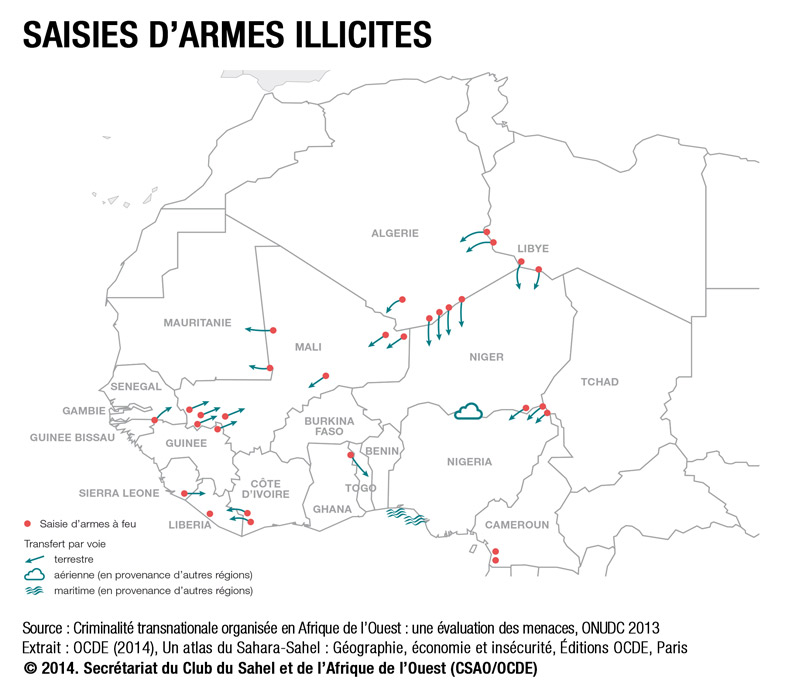 SAISIES D'ARMES ILLICITES
ALGERIE
LIBYE
MAURITANIE
MALI
NIGER
TCHAD
SENEGAL
GAMBIE
GUINEE BISSAU
GUINEE
BURKINA
FASO
BENIN
NIGERIA
SIERRA LEONE
CÔTE
D'IVOIRE
TOGO
GHANA
LIBERIA
CAMEROUN
Saisie d'armes à feu
Transfert par voie
terrestre
aérienne (en provenance d'autres régions)
maritime (en provenance d'autres régions)
Source : Criminalité transnationale organisée en Afrique de l'Ouest : une évaluation des menaces, ONUDC 2013
Extrait : OCDE (2014), Un atlas du Sahara-Sahel : Géographie, économie et insécurité, Éditions OCDE, Paris
© 2014. Secrétariat du Club du Sahel et de l'Afrique de l'Ouest (CSAO/OCDE)